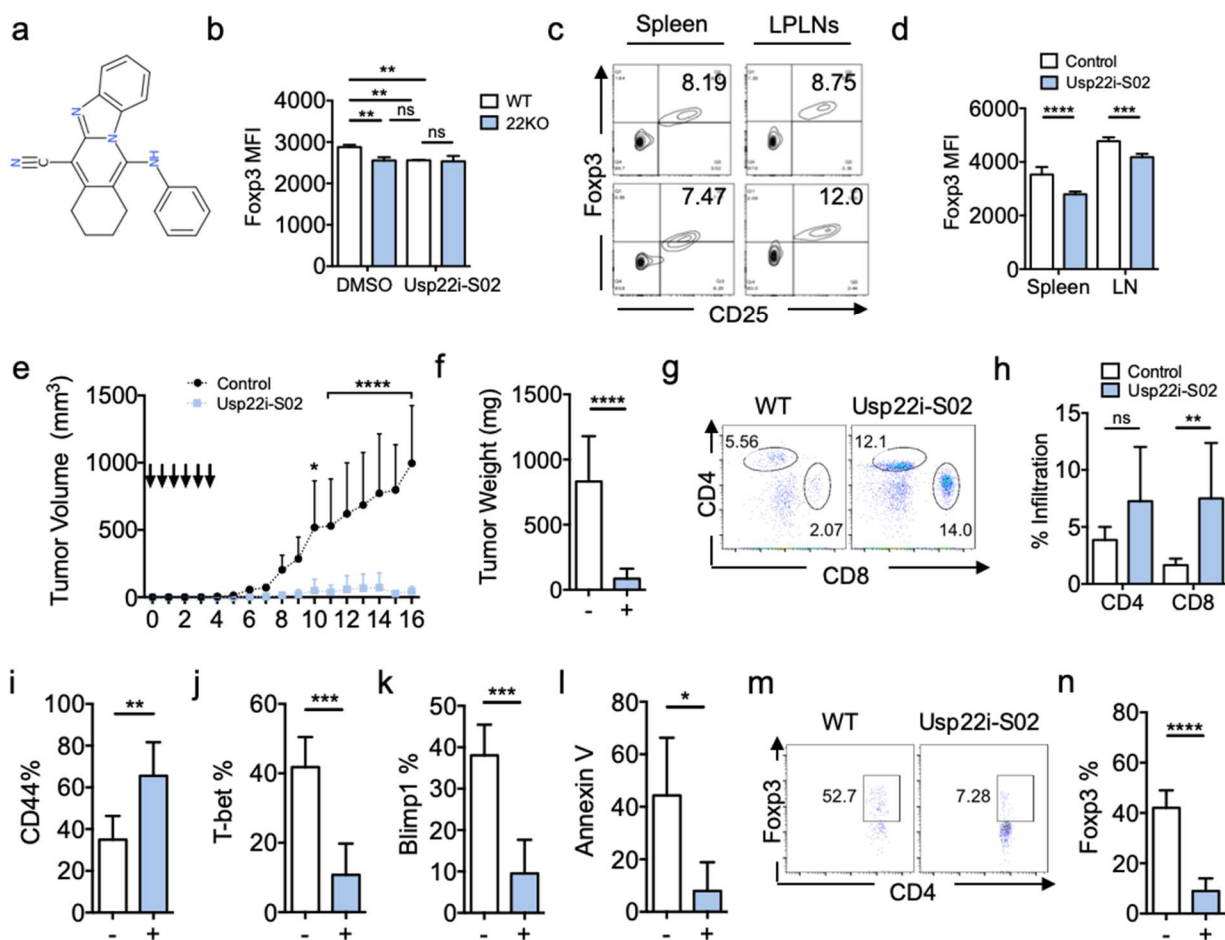 a
N
N
N≡C
NH
b
** 
**
**
ns
ns
WT
22KO
Foxp3 MFI
4000
3000
2000
1000
0
DMSO
Usp22i-S02
c
Spleen
LPLNs
8.19
8.75
7.47
12.0
Foxp3
CD25
d
Control
Usp22i-S02
Foxp3 MFI
6000
4000
2000
0
****
***
Spleen
LN
e
Control
Usp22i-S02
****
*
Tumor Volume (mm³)
1500
1000
500
0
0 2 4 6 8 10 12 14 16
f
Tumor Weight (mg)
1500
1000
500
0
****
- +
g
WT
Usp22i-S02
5.56
12.1
2.07
14.0
CD4
CD8
h
Control
Usp22i-S02
% Infiltration
15
10
5
0
ns
**
CD4
CD8
i
CD44%
100
80
60
40
20
0
**
- +
j
T-bet %
60
40
20
0
***
- +
k
Blimp1 %
50
40
30
20
10
0
***
- +
l
Annexin V
80
60
40
20
0
*
- +
m
WT
Usp22i-S02
52.7
7.28
Foxp3
CD4
n
Foxp3 %
80
60
40
20
0
****
- +